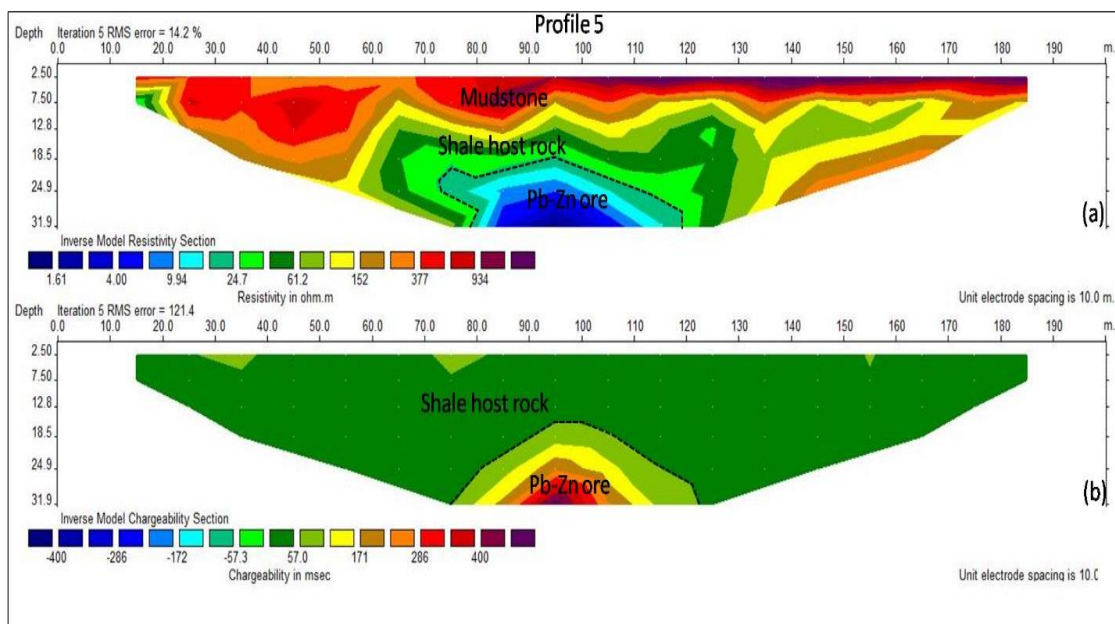 Profile 5
Depth Iteration 5 RMS error = 14.2 %
0.0 10.0 20.0 30.0 40.0 50.0 60.0 70.0 80.0 90.0 100 110 120 130 140 150 160 170 180 190 m.
2.50
7.50
Mudstone
12.8
Shale host rock
18.5
24.9
Pb-Zn ore
31.9
(a)
Inverse Model Resistivity Section
1.61 4.00 9.94 24.7 61.2 152 377 934
Resistivity in ohm.m
Unit electrode spacing is 10.0 m.
Depth Iteration 5 RMS error = 121.4
0.0 10.0 20.0 30.0 40.0 50.0 60.0 70.0 80.0 90.0 100 110 120 130 140 150 160 170 180 190 m.
2.50
7.50
12.8
Shale host rock
18.5
24.9
Pb-Zn ore
31.9
(b)
Inverse Model Chargeability Section
-400 -286 -172 -57.3 57.0 171 286 400
Chargeability in msec
Unit electrode spacing is 10.0